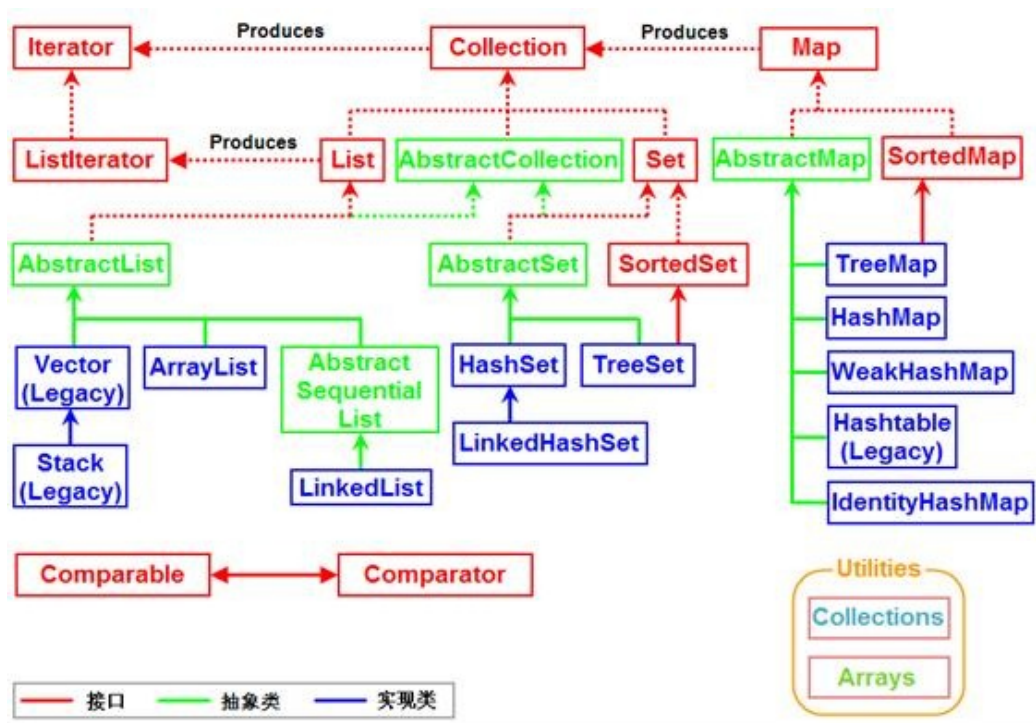 Iterator
Produces
Collection
Produces
Map
ListIterator
Produces
List
AbstractCollection
Set
AbstractMap
SortedMap
AbstractList
AbstractSet
SortedSet
TreeMap
HashMap
Vector
(Legacy)
ArrayList
Abstract
Sequential
List
HashSet
TreeSet
WeakHashMap
Stack
(Legacy)
LinkedList
LinkedHashSet
Hashtable
(Legacy)
IdentityHashMap
Comparable
Comparator
Utilities
Collections
Arrays
接口
抽象类
实现类